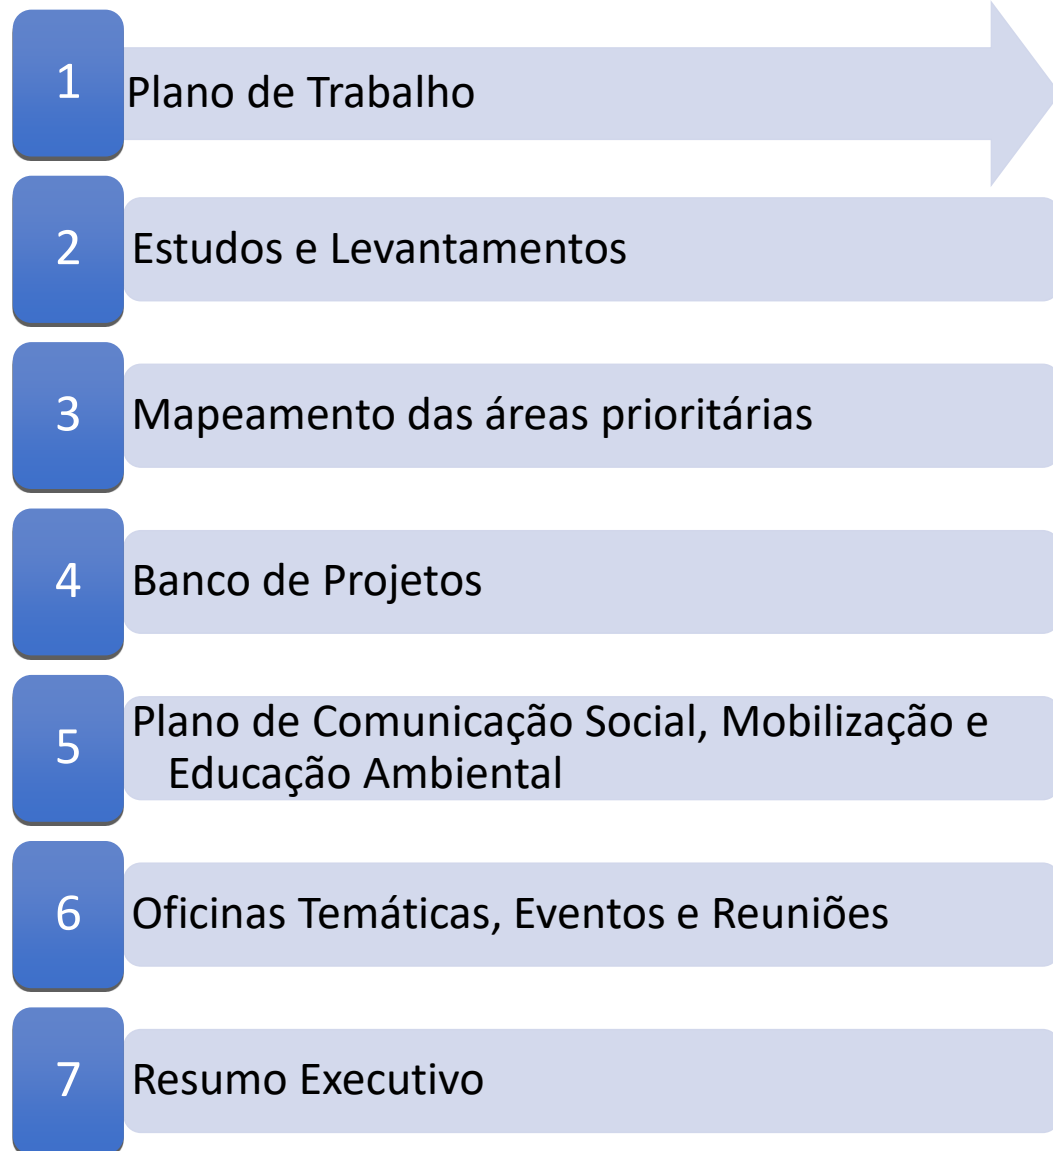 1
Plano de Trabalho
2
Estudos e Levantamentos
3
Mapeamento das áreas prioritárias
4
Banco de Projetos
5
Plano de Comunicação Social, Mobilização e
Educação Ambiental
6
Oficinas Temáticas, Eventos e Reuniões
7
Resumo Executivo